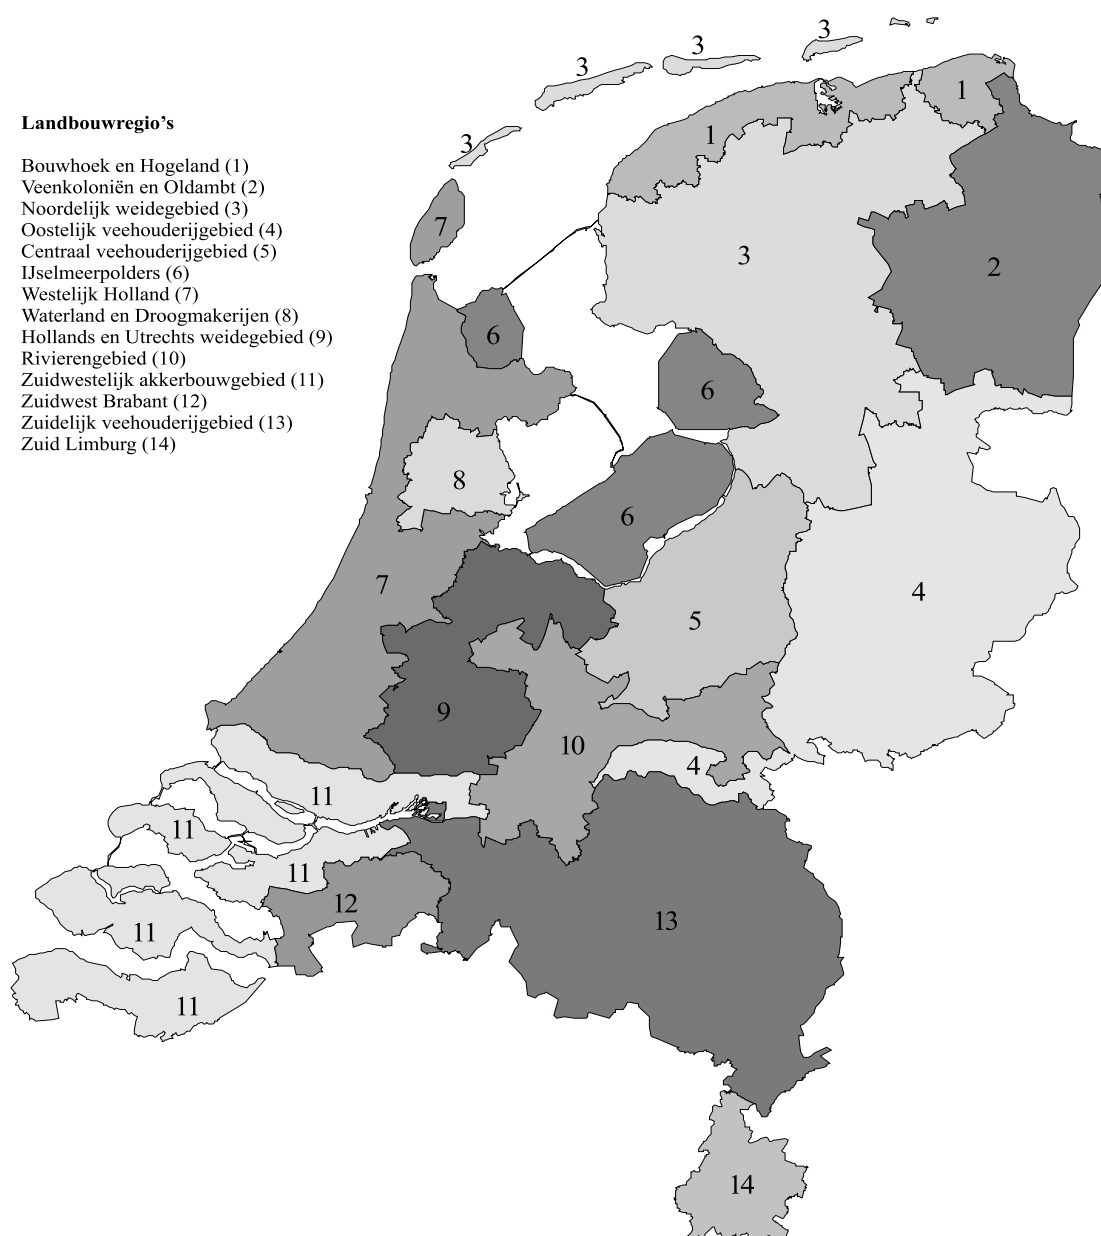 Landbouwregio’s
Bouwhoek en Hogeland (1)
Veenkoloniën en Oldambt (2)
Noordelijk weidegebied (3)
Oostelijk veehouderijgebied (4)
Centraal veehouderijgebied (5)
IJselmeerpolders (6)
Westelijk Holland (7)
Waterland en Droogmakerijen (8)
Hollands en Utrechts weidegebied (9)
Rivierengebied (10)
Zuidwestelijk akkerbouwgebied (11)
Zuidwest Brabant (12)
Zuidelijk veehouderijgebied (13)
Zuid Limburg (14)
3
3
3
3
1
1
7
3
2
6
6
8
6
7
4
5
9
10
4
11
11
11
12
11
13
11
14